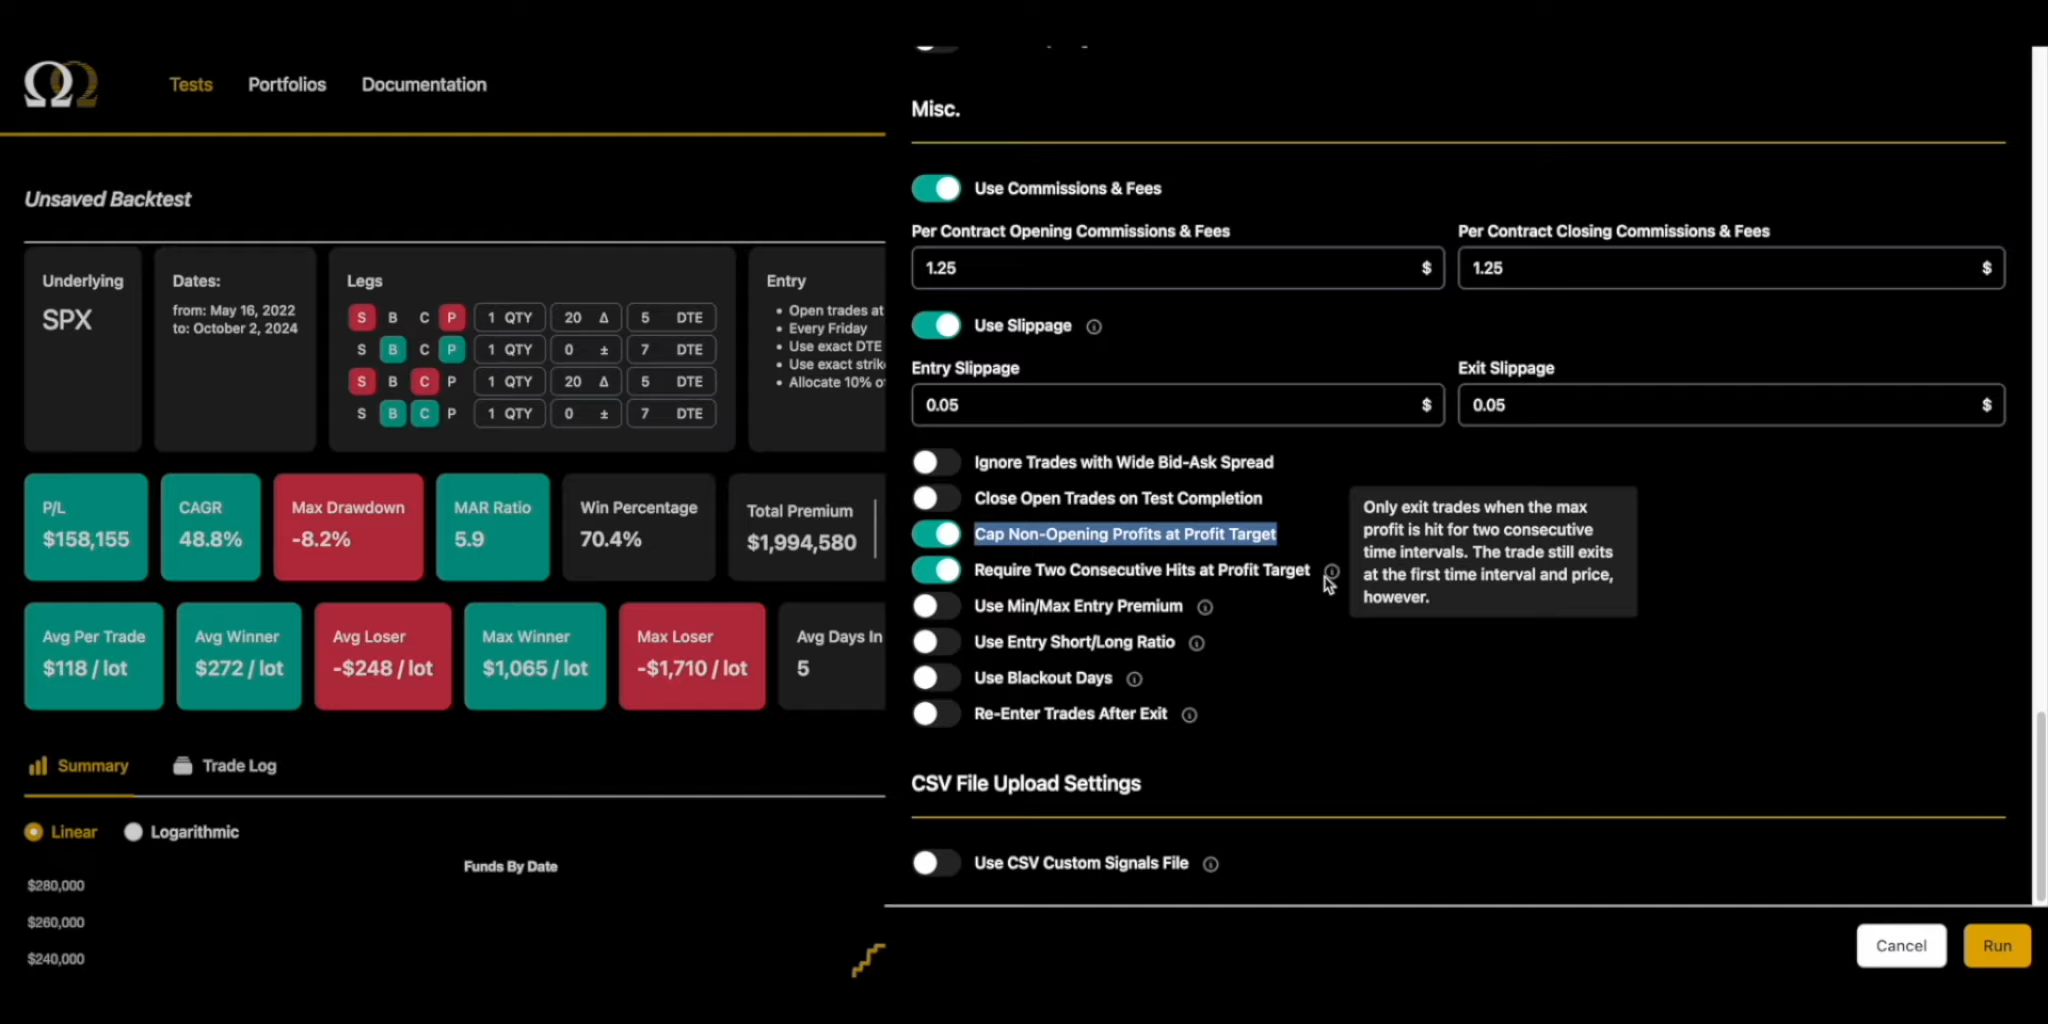 Tests Portfolios Documentation
Unsaved Backtest
Underlying
SPX
Dates:
from: May 16, 2022
to: October 2, 2024
Legs
S B C P 1 QTY 20 Δ 5 DTE
S B C P 1 QTY 0 ± 7 DTE
S B C P 1 QTY 20 Δ 5 DTE
S B C P 1 QTY 0 ± 7 DTE
Entry
• Open trades at
• Every Friday
• Use exact DTE
• Use exact strik
• Allocate 10% o
P/L
$158,155
CAGR
48.8%
Max Drawdown
-8.2%
MAR Ratio
5.9
Win Percentage
70.4%
Total Premium
$1,994,580
Avg Per Trade
$118 / lot
Avg Winner
$272 / lot
Avg Loser
-$248 / lot
Max Winner
$1,065 / lot
Max Loser
-$1,710 / lot
Avg Days In
5
Summary Trade Log
Linear Logarithmic
Funds By Date
$280,000
$260,000
$240,000
Misc.
Use Commissions & Fees
Per Contract Opening Commissions & Fees
1.25 $
Per Contract Closing Commissions & Fees
1.25 $
Use Slippage
Entry Slippage
0.05 $
Exit Slippage
0.05 $
Ignore Trades with Wide Bid-Ask Spread
Close Open Trades on Test Completion
Cap Non-Opening Profits at Profit Target
Require Two Consecutive Hits at Profit Target
Use Min/Max Entry Premium
Use Entry Short/Long Ratio
Use Blackout Days
Re-Enter Trades After Exit
Only exit trades when the max
profit is hit for two consecutive
time intervals. The trade still exits
at the first time interval and price,
however.
CSV File Upload Settings
Use CSV Custom Signals File
Cancel Run